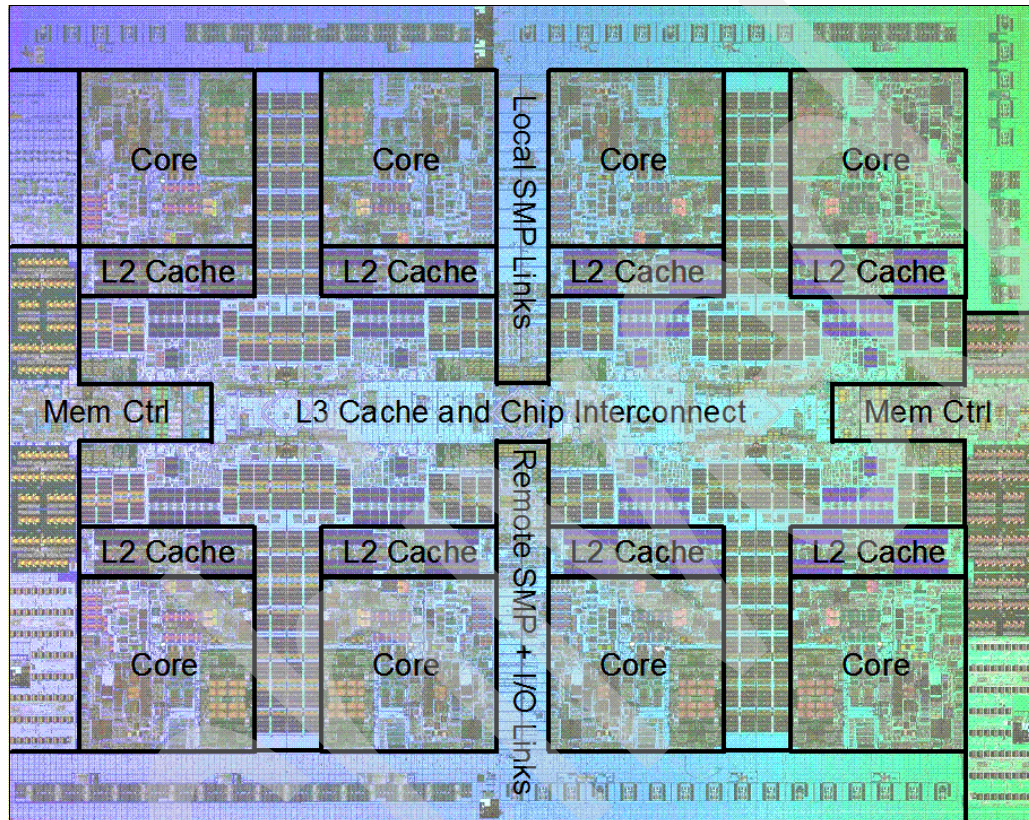 Core
Core
Core
Core
Local SMP Links
L2 Cache
L2 Cache
L2 Cache
L2 Cache
Mem Ctrl
L3 Cache and Chip Interconnect
Mem Ctrl
Remote SMP + I/O Links
L2 Cache
L2 Cache
L2 Cache
L2 Cache
Core
Core
Core
Core